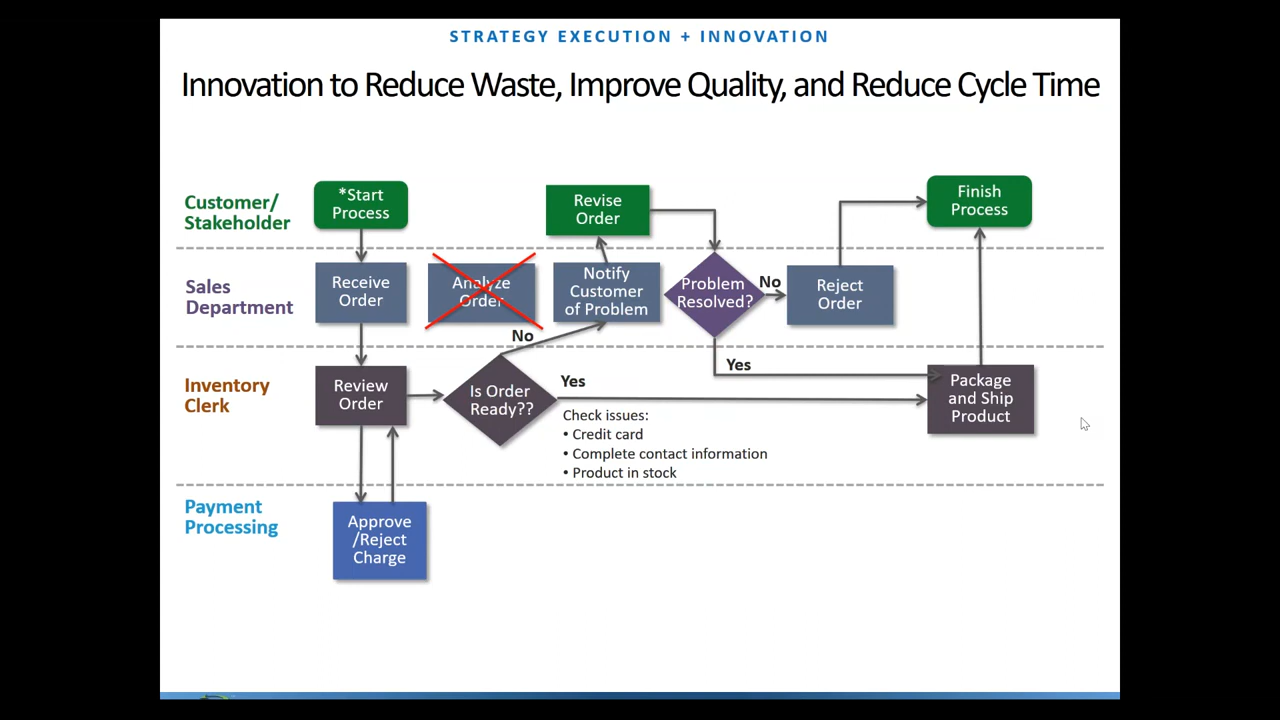 STRATEGY EXECUTION + INNOVATION
Innovation to Reduce Waste, Improve Quality, and Reduce Cycle Time
Customer/
Stakeholder
*Start
Process
Revise
Order
Finish
Process
Sales
Department
Receive
Order
Analyze
Order
Notify
Customer
of Problem
Problem
Resolved?
No
Reject
Order
No
Yes
Inventory
Clerk
Review
Order
Is Order
Ready??
Yes
Package
and Ship
Product
Check issues:
• Credit card
• Complete contact information
• Product in stock
Payment
Processing
Approve
/Reject
Charge